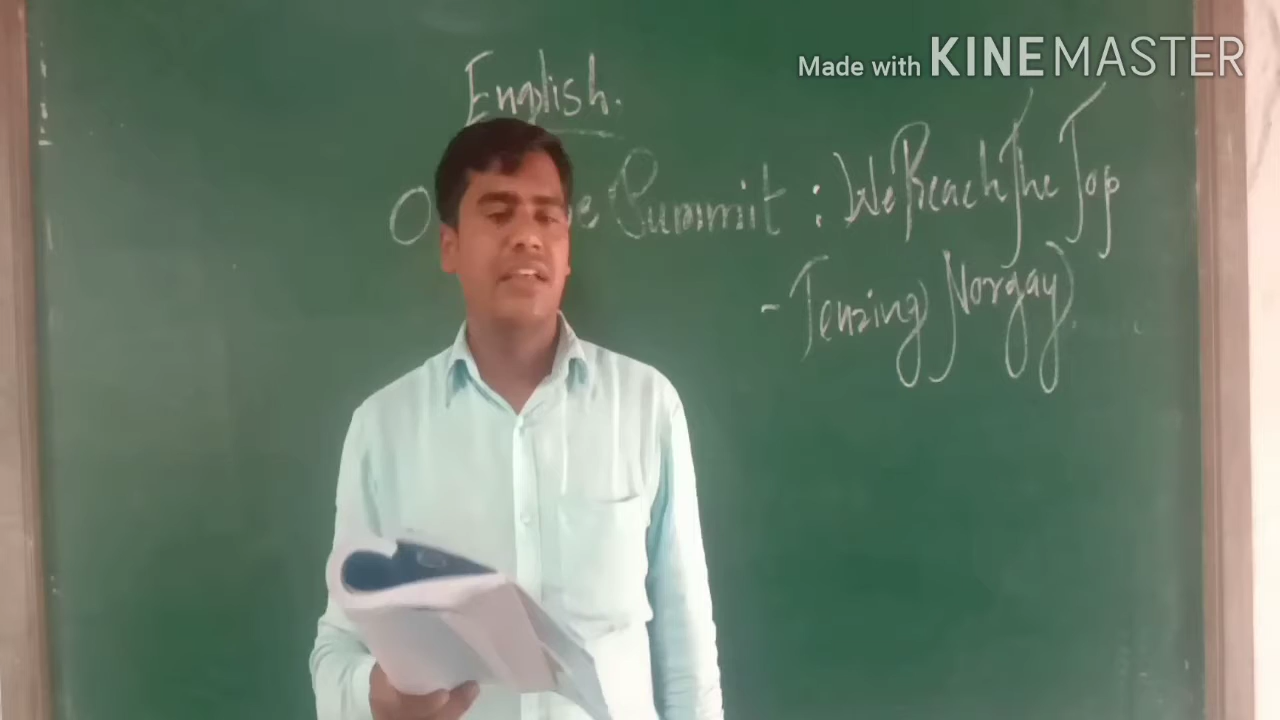 Made with KINEMASTER
English.
O e Summit : We Reach The Top
- Tenzing Norgay